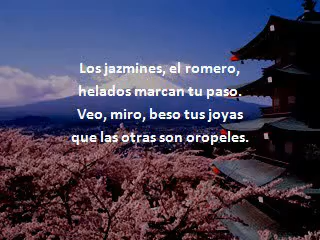 Los jazmines, el romero,
helados marcan tu paso.
Veo, miro, beso tus joyas
que las otras son oropeles.